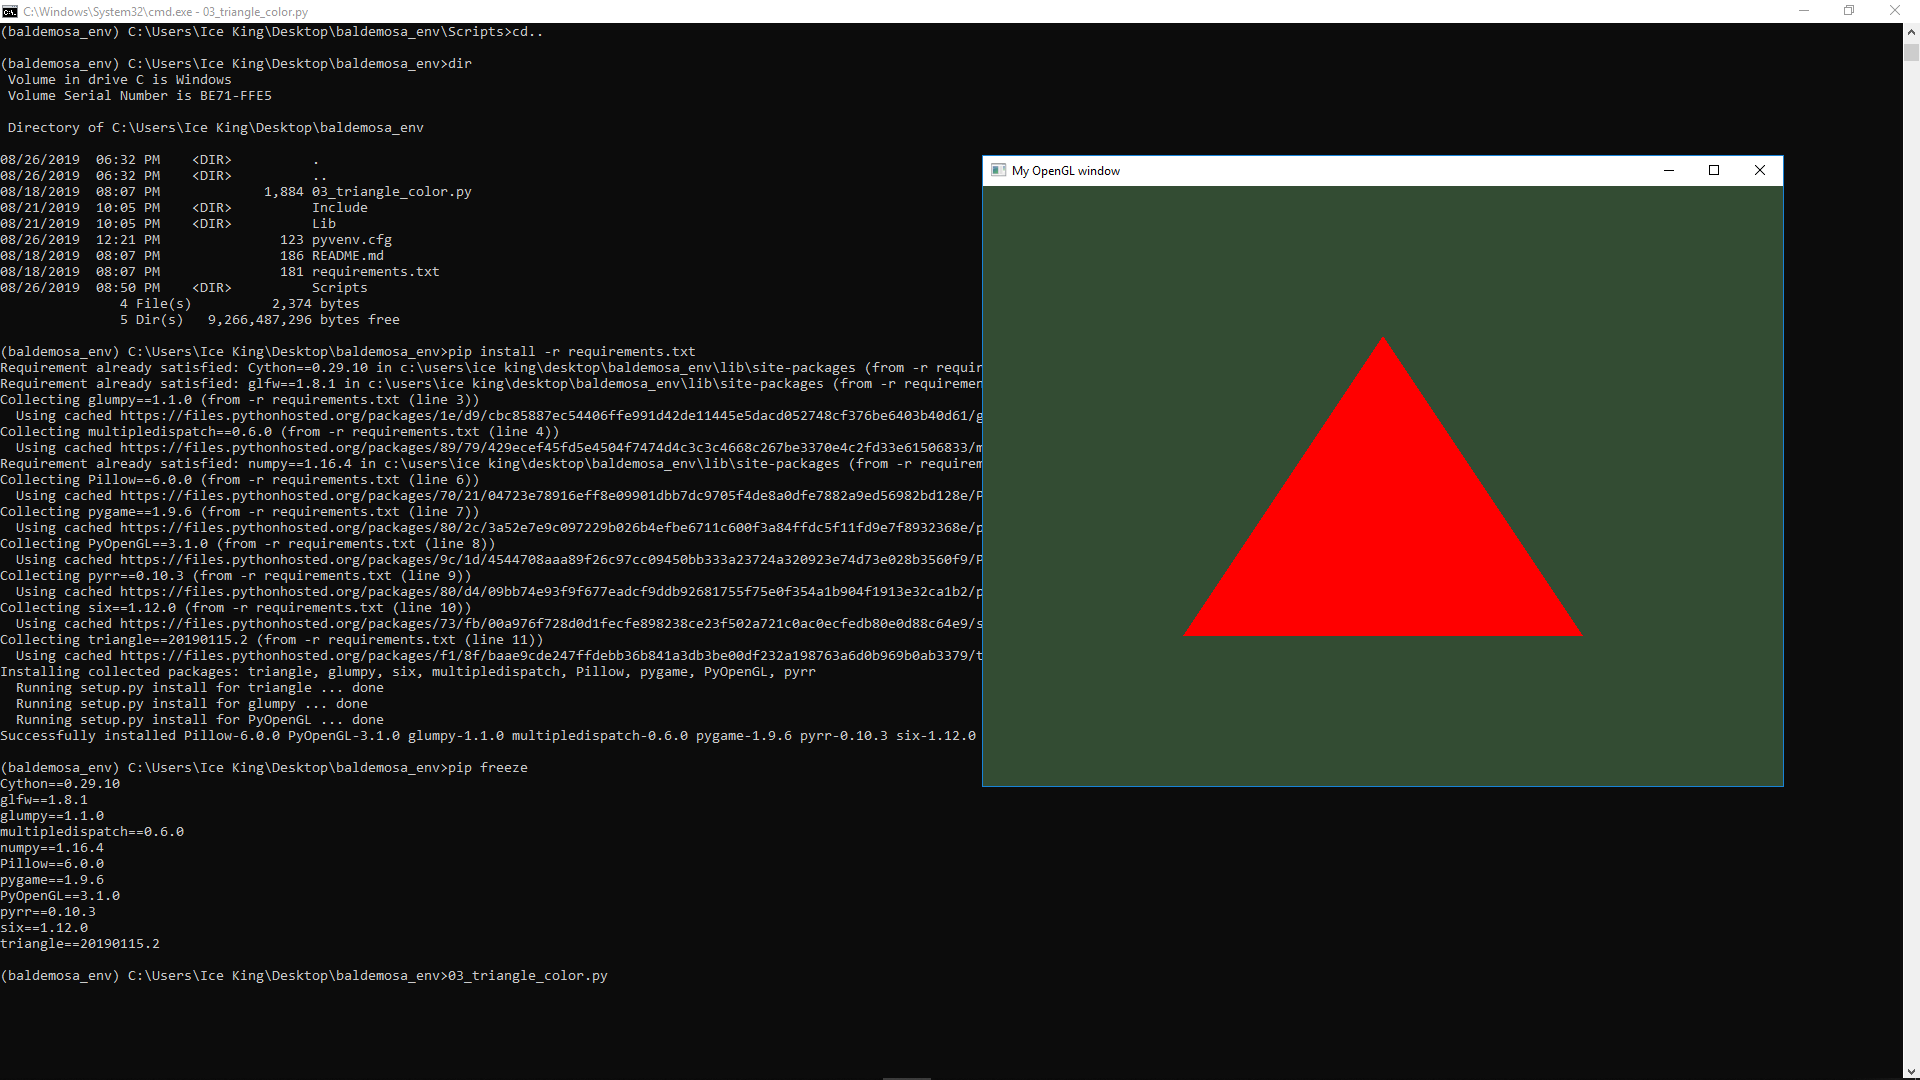 C:\Windows\System32\cmd.exe - 03_triangle_color.py
(baldemosa_env) C:\Users\Ice King\Desktop\baldemosa_env\Scripts>cd..
(baldemosa_env) C:\Users\Ice King\Desktop\baldemosa_env>dir
Volume in drive C is Windows
Volume Serial Number is BE71-FFE5
Directory of C:\Users\Ice King\Desktop\baldemosa_env
08/26/2019  06:32 PM    <DIR>          .
08/26/2019  06:32 PM    <DIR>          ..
08/18/2019  08:07 PM             1,884 03_triangle_color.py
08/21/2019  10:05 PM    <DIR>          Include
08/21/2019  10:05 PM    <DIR>          Lib
08/26/2019  12:21 PM               123 pyvenv.cfg
08/18/2019  08:07 PM               186 README.md
08/18/2019  08:07 PM               181 requirements.txt
08/26/2019  08:50 PM    <DIR>          Scripts
4 File(s)          2,374 bytes
5 Dir(s)   9,266,487,296 bytes free
(baldemosa_env) C:\Users\Ice King\Desktop\baldemosa_env>pip install -r requirements.txt
Requirement already satisfied: Cython==0.29.10 in c:\users\ice king\desktop\baldemosa_env\lib\site-packages (from -r requir
Requirement already satisfied: glfw==1.8.1 in c:\users\ice king\desktop\baldemosa_env\lib\site-packages (from -r requiremen
Collecting glumpy==1.1.0 (from -r requirements.txt (line 3))
Using cached https://files.pythonhosted.org/packages/1e/d9/cbc85887ec54406ffe991d42de11445e5dacd052748cf376be6403b40d61/g
Collecting multipledispatch==0.6.0 (from -r requirements.txt (line 4))
Using cached https://files.pythonhosted.org/packages/89/79/429ecef45fd5e4504f7474d4c3c3c4668c267be3370e4c2fd33e61506833/m
Requirement already satisfied: numpy==1.16.4 in c:\users\ice king\desktop\baldemosa_env\lib\site-packages (from -r requirem
Collecting Pillow==6.0.0 (from -r requirements.txt (line 6))
Using cached https://files.pythonhosted.org/packages/70/21/04723e78916eff8e09901dbb7dc9705f4de8a0dfe7882a9ed56982bd128e/P
Collecting pygame==1.9.6 (from -r requirements.txt (line 7))
Using cached https://files.pythonhosted.org/packages/80/2c/3a52e7e9c097229b026b4efbe6711c600f3a84ffdc5f11fd9e7f8932368e/p
Collecting PyOpenGL==3.1.0 (from -r requirements.txt (line 8))
Using cached https://files.pythonhosted.org/packages/9c/1d/4544708aaa89f26c97cc09450bb333a23724a320923e74d73e028b3560f9/P
Collecting pyrr==0.10.3 (from -r requirements.txt (line 9))
Using cached https://files.pythonhosted.org/packages/80/d4/09bb74e93f9f677eadcf9ddb92681755f75e0f354a1b904f1913e32ca1b2/p
Collecting six==1.12.0 (from -r requirements.txt (line 10))
Using cached https://files.pythonhosted.org/packages/73/fb/00a976f728d0d1fecfe898238ce23f502a721c0ac0ecfedb80e0d88c64e9/s
Collecting triangle==20190115.2 (from -r requirements.txt (line 11))
Using cached https://files.pythonhosted.org/packages/f1/8f/baae9cde247ffdebb36b841a3db3be00df232a198763a6d0b969b0ab3379/t
Installing collected packages: triangle, glumpy, six, multipledispatch, Pillow, pygame, PyOpenGL, pyrr
Running setup.py install for triangle ... done
Running setup.py install for glumpy ... done
Running setup.py install for PyOpenGL ... done
Successfully installed Pillow-6.0.0 PyOpenGL-3.1.0 glumpy-1.1.0 multipledispatch-0.6.0 pygame-1.9.6 pyrr-0.10.3 six-1.12.0
(baldemosa_env) C:\Users\Ice King\Desktop\baldemosa_env>pip freeze
Cython==0.29.10
glfw==1.8.1
glumpy==1.1.0
multipledispatch==0.6.0
numpy==1.16.4
Pillow==6.0.0
pygame==1.9.6
PyOpenGL==3.1.0
pyrr==0.10.3
six==1.12.0
triangle==20190115.2
(baldemosa_env) C:\Users\Ice King\Desktop\baldemosa_env>03_triangle_color.py
My OpenGL window